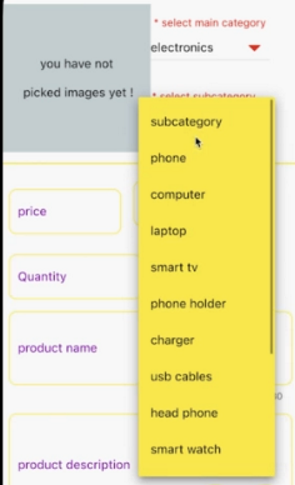 * select main category
you have not
picked images yet !
electronics
* select subcategory
subcategory
phone
computer
price
laptop
smart tv
Quantity
phone holder
charger
product name
usb cables
head phone
smart watch
product description